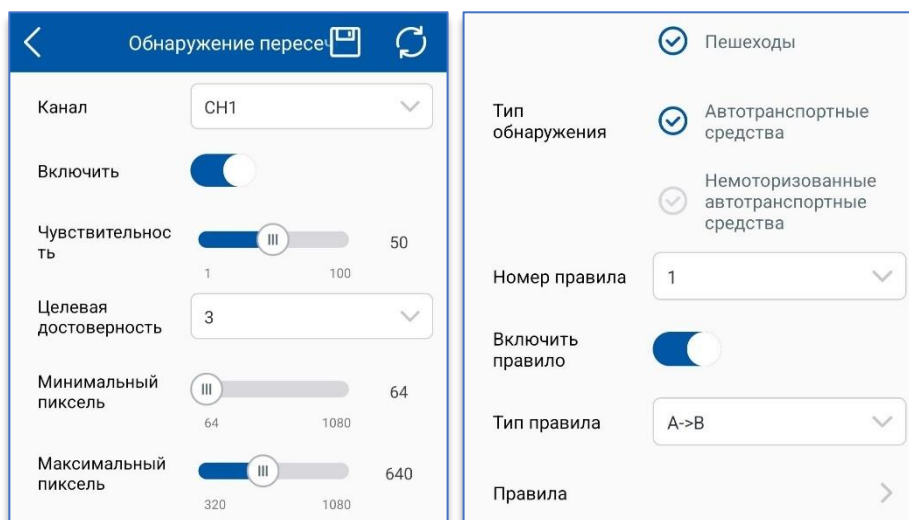 Обнаружение пересеч
Канал
CH1
Включить
Чувствительнос
ть
50
1
100
Целевая
достоверность
3
Минимальный
пиксель
64
64
1080
Максимальный
пиксель
640
320
1080
Пешеходы
Тип
обнаружения
Автотранспортные
средства
Немоторизованные
автотранспортные
средства
Номер правила
1
Включить
правило
Тип правила
A->B
Правила